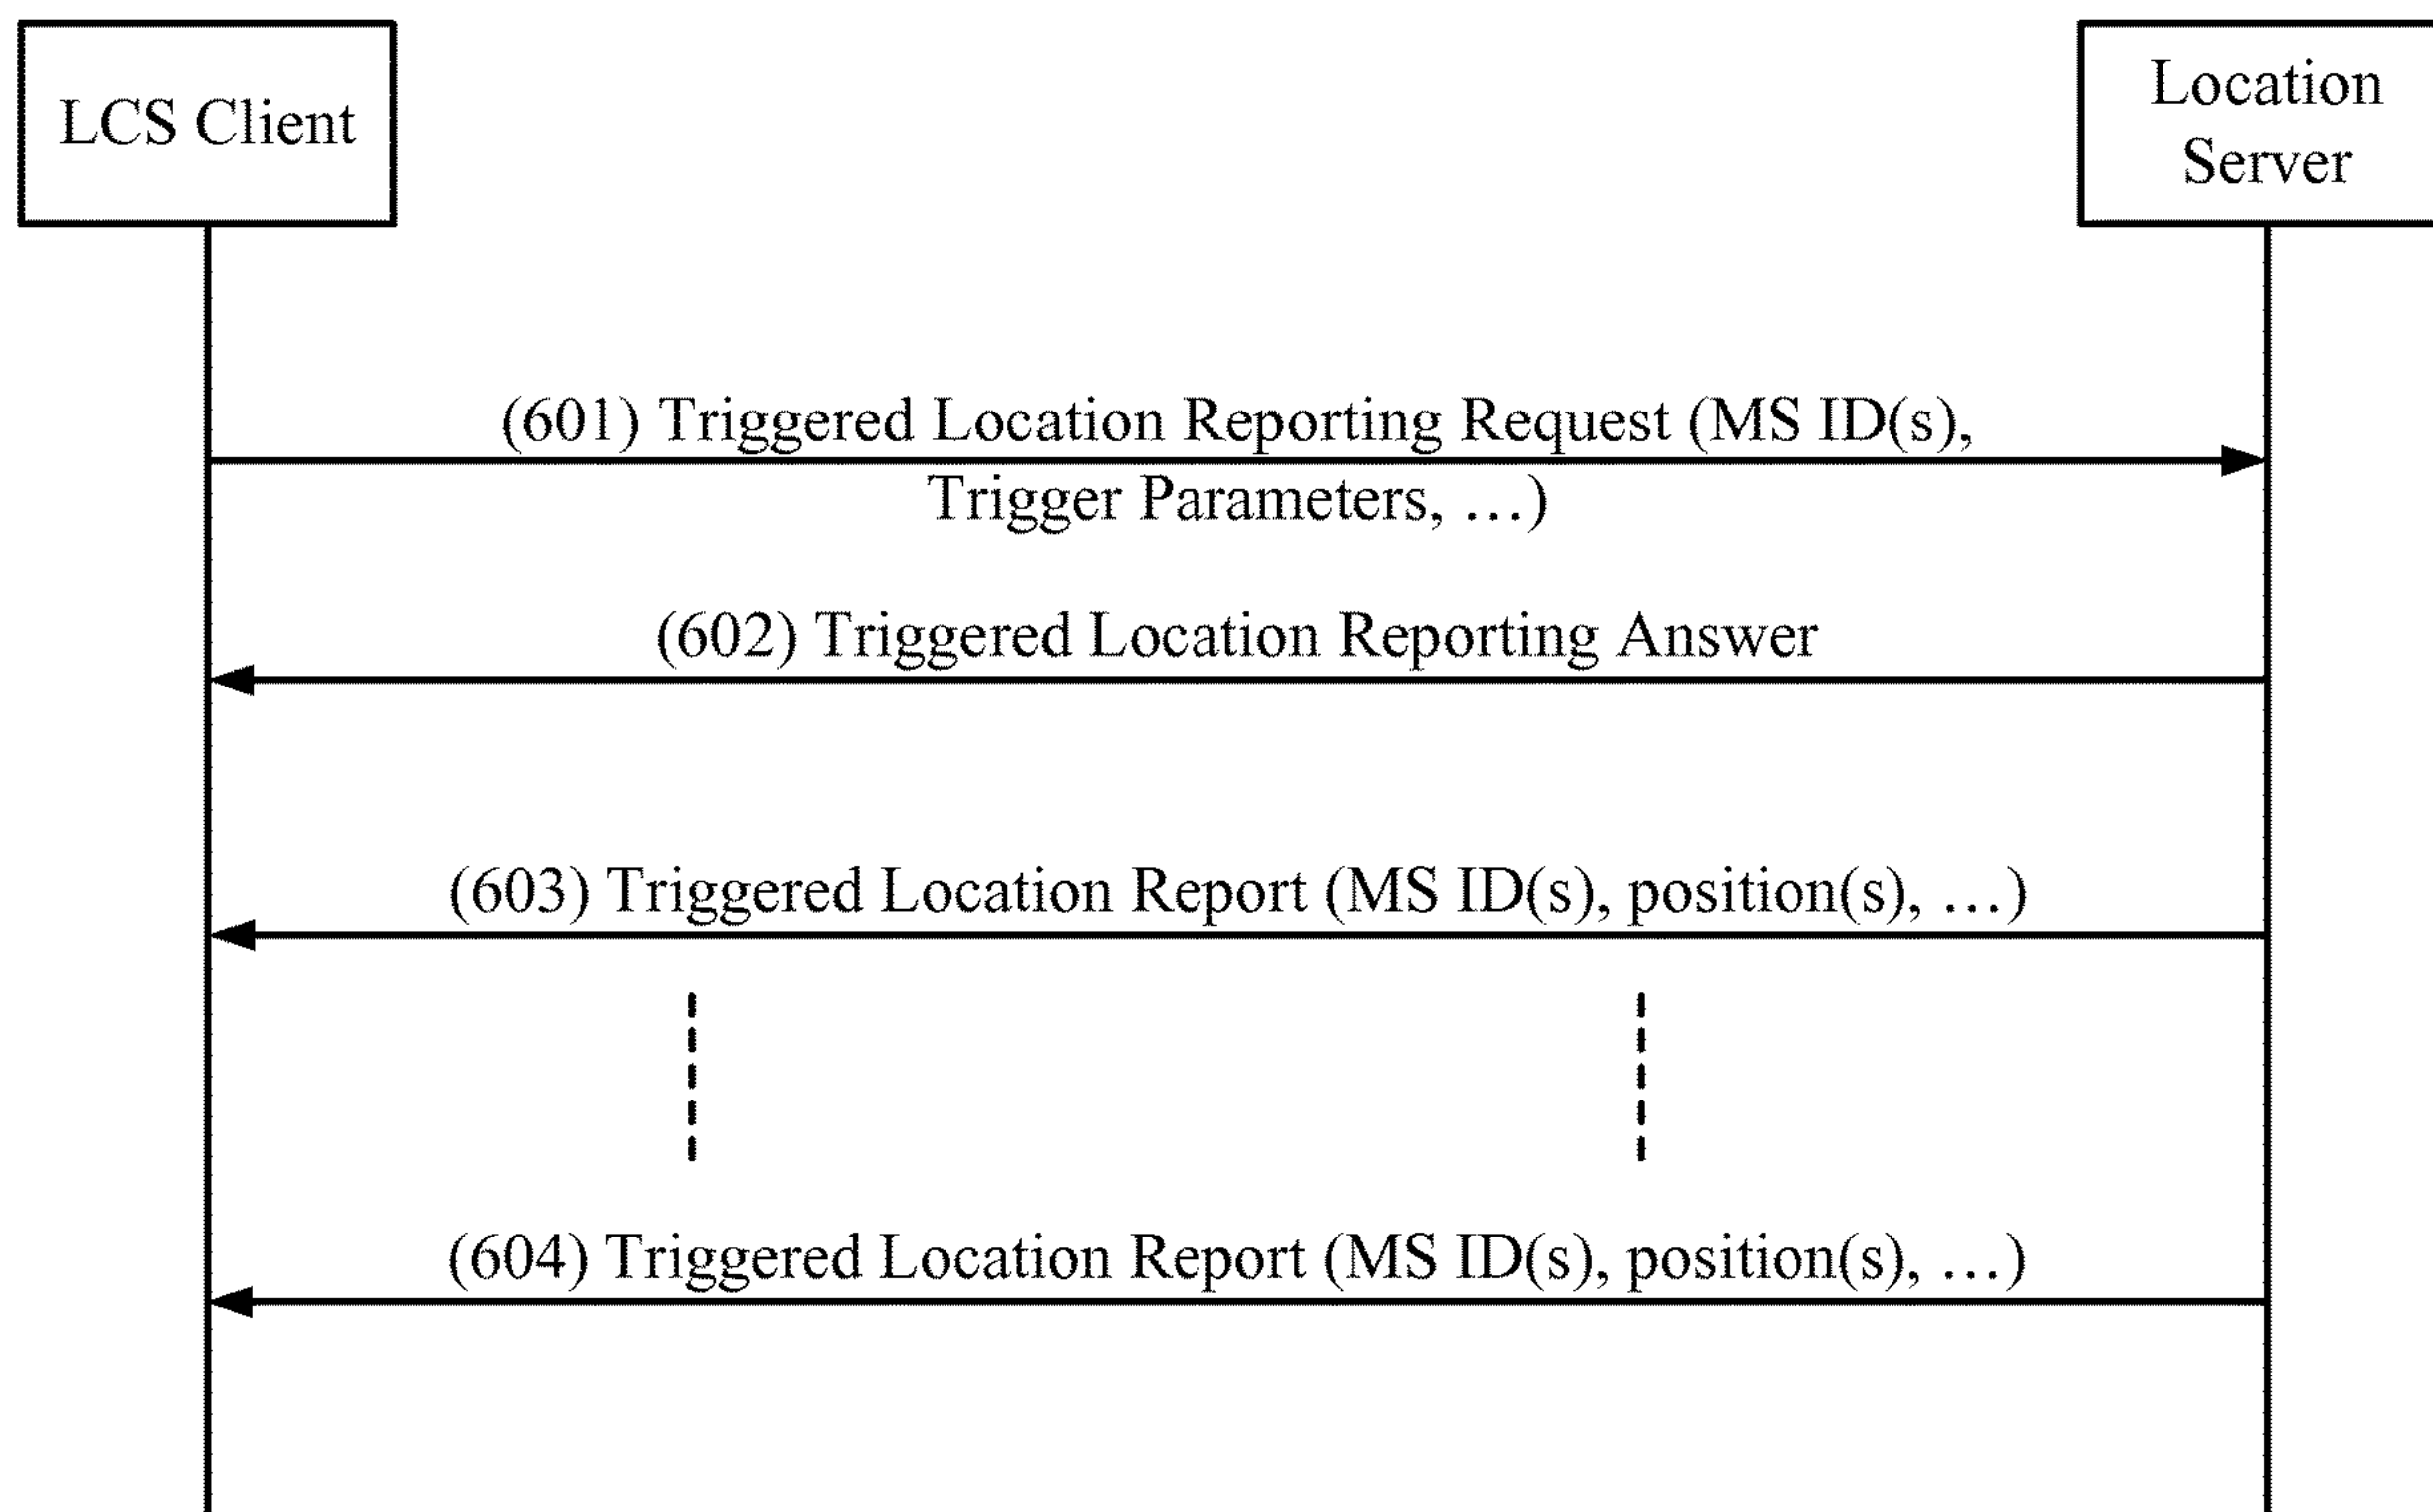 LCS Client
Location
Server
(601) Triggered Location Reporting Request (MS ID(s),
Trigger Parameters, …)
(602) Triggered Location Reporting Answer
(603) Triggered Location Report (MS ID(s), position(s), …)
(604) Triggered Location Report (MS ID(s), position(s), …)